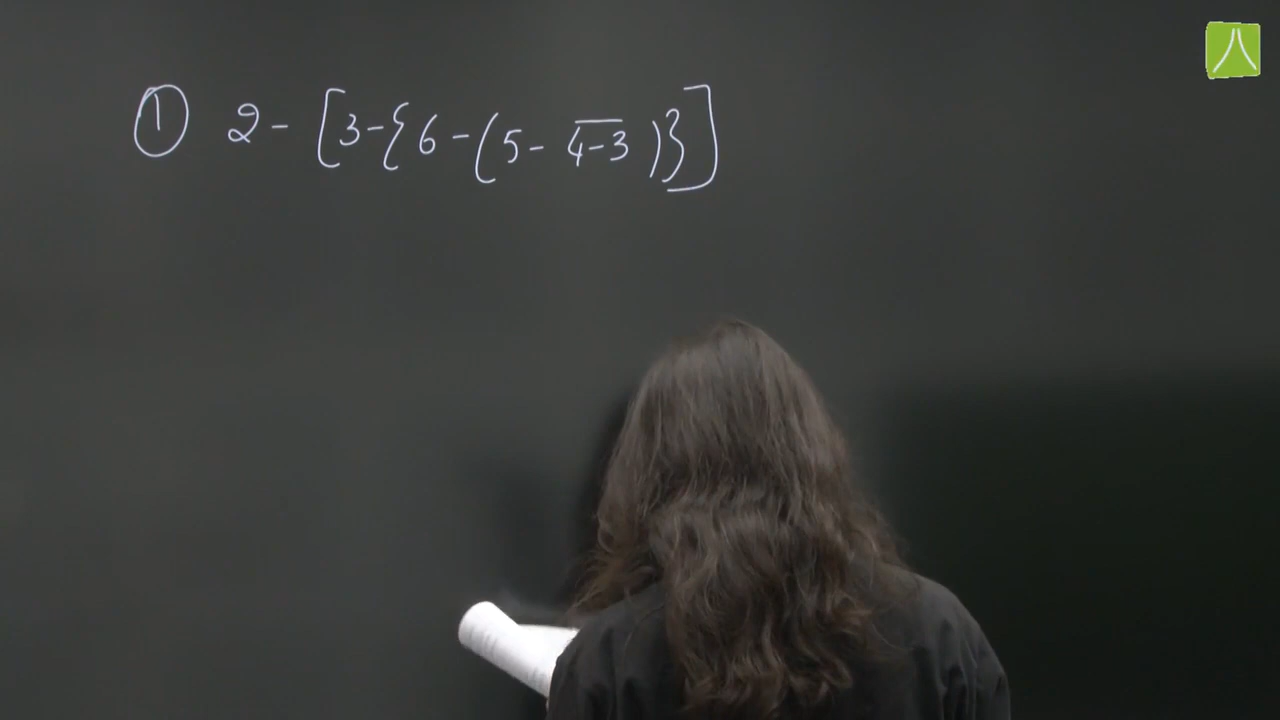 ① 2 - [3-{6-(5- 4̅-̅3̅ )}]